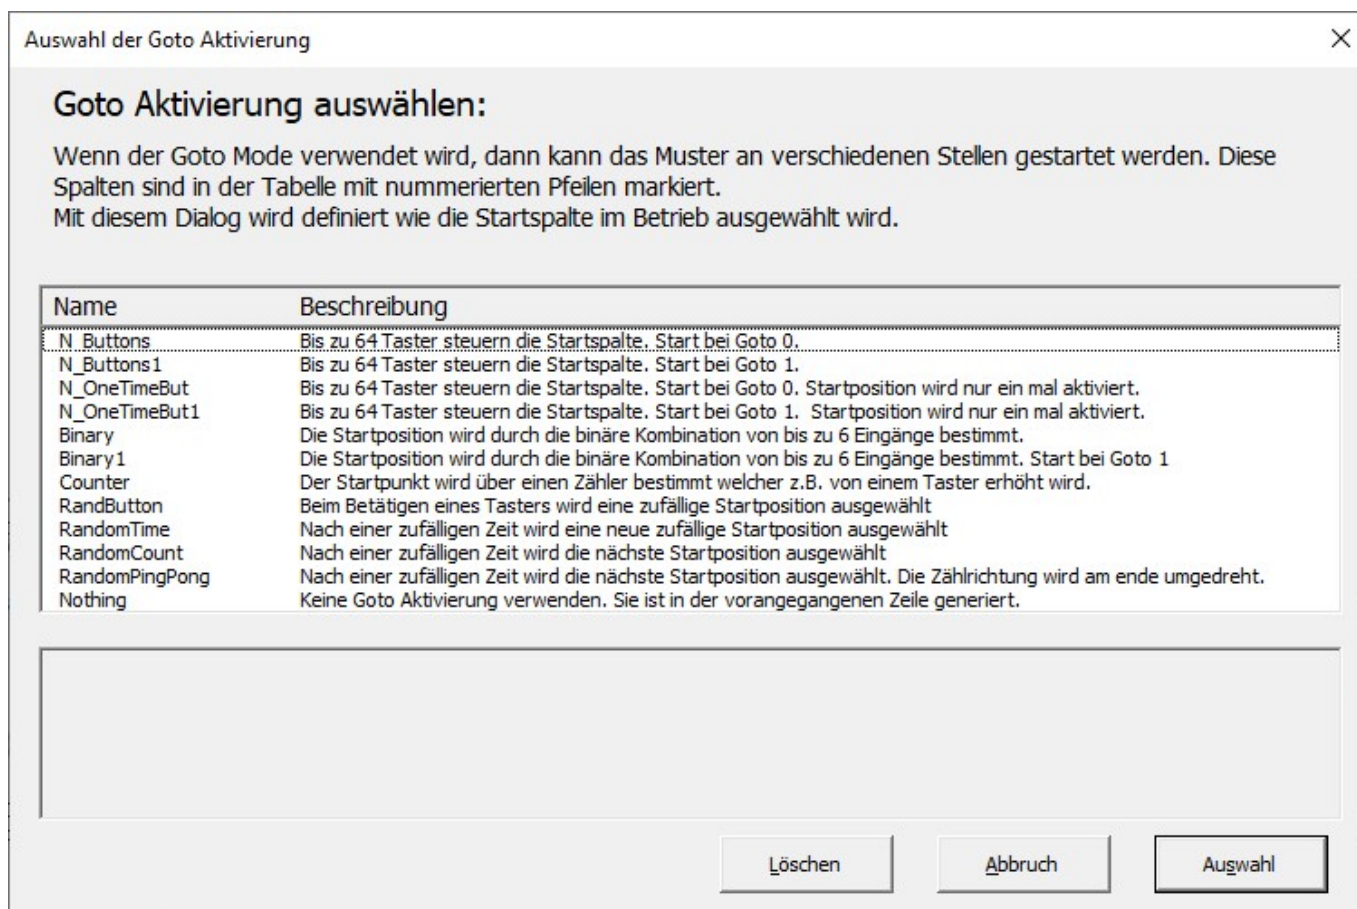 Auswahl der Goto Aktivierung
Goto Aktivierung auswählen:
Wenn der Goto Mode verwendet wird, dann kann das Muster an verschiedenen Stellen gestartet werden. Diese
Spalten sind in der Tabelle mit nummerierten Pfeilen markiert.
Mit diesem Dialog wird definiert wie die Startspalte im Betrieb ausgewählt wird.
Name Beschreibung
N_Buttons Bis zu 64 Taster steuern die Startspalte. Start bei Goto 0.
N_Buttons1 Bis zu 64 Taster steuern die Startspalte. Start bei Goto 1.
N_OneTimeBut Bis zu 64 Taster steuern die Startspalte. Start bei Goto 0. Startposition wird nur ein mal aktiviert.
N_OneTimeBut1 Bis zu 64 Taster steuern die Startspalte. Start bei Goto 1. Startposition wird nur ein mal aktiviert.
Binary Die Startposition wird durch die binäre Kombination von bis zu 6 Eingänge bestimmt.
Binary1 Die Startposition wird durch die binäre Kombination von bis zu 6 Eingänge bestimmt. Start bei Goto 1
Counter Der Startpunkt wird über einen Zähler bestimmt welcher z.B. von einem Taster erhöht wird.
RandButton Beim Betätigen eines Tasters wird eine zufällige Startposition ausgewählt
RandomTime Nach einer zufälligen Zeit wird eine neue zufällige Startposition ausgewählt
RandomCount Nach einer zufälligen Zeit wird die nächste Startposition ausgewählt
RandomPingPong Nach einer zufälligen Zeit wird die nächste Startposition ausgewählt. Die Zählrichtung wird am ende umgedreht.
Nothing Keine Goto Aktivierung verwenden. Sie ist in der vorangegangenen Zeile generiert.
Löschen Abbruch Auswahl